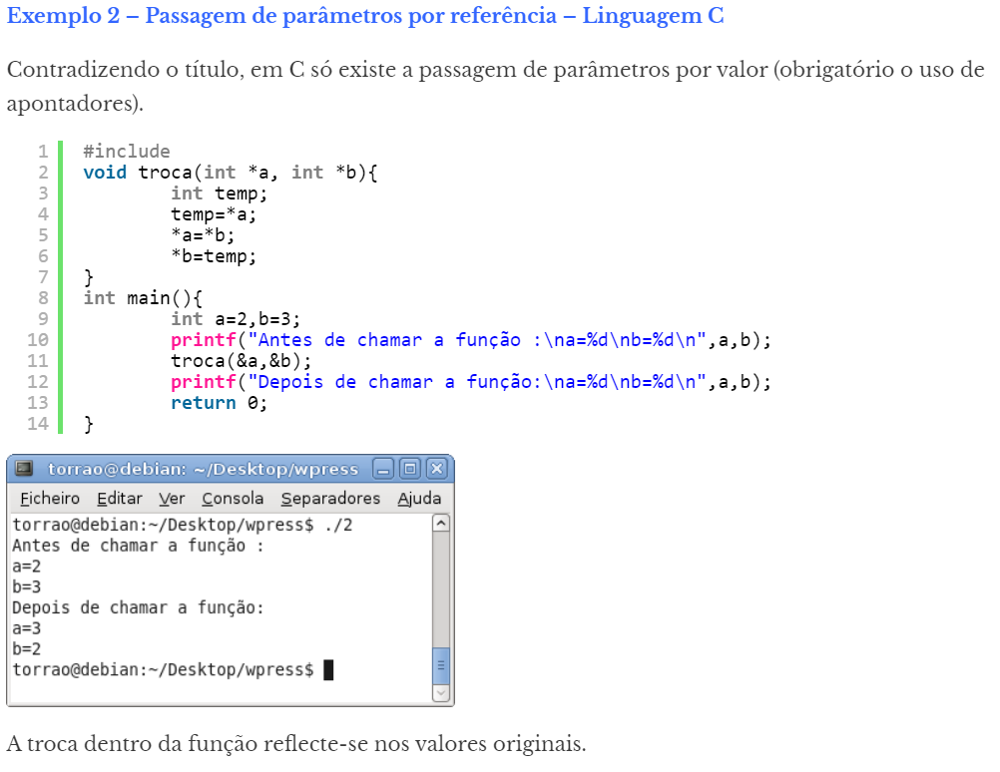 Exemplo 2 – Passagem de parâmetros por referência – Linguagem C
Contradizendo o título, em C só existe a passagem de parâmetros por valor (obrigatório o uso de
apontadores).
1 #include
2 void troca(int *a, int *b){
3 int temp;
4 temp=*a;
5 *a=*b;
6 *b=temp;
7 }
8 int main(){
9 int a=2,b=3;
10 printf("Antes de chamar a função :\na=%d\nb=%d\n",a,b);
11 troca(&a,&b);
12 printf("Depois de chamar a função:\na=%d\nb=%d\n",a,b);
13 return 0;
14 }
torrao@debian: ~/Desktop/wpress
Ficheiro Editar Ver Consola Separadores Ajuda
torrao@debian:~/Desktop/wpress$ ./2
Antes de chamar a função :
a=2
b=3
Depois de chamar a função:
a=3
b=2
torrao@debian:~/Desktop/wpress$
A troca dentro da função reflecte-se nos valores originais.